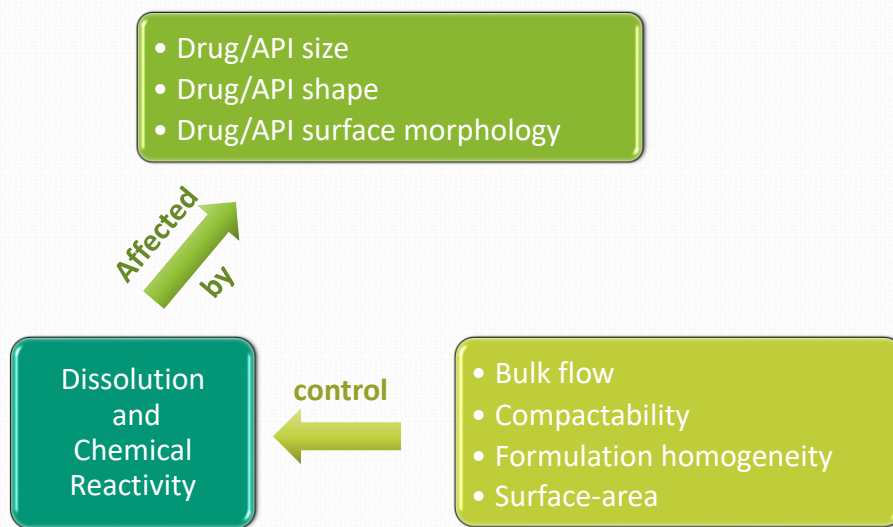 • Drug/API size
• Drug/API shape
• Drug/API surface morphology
Affected
by
Dissolution
and
Chemical
Reactivity
control
• Bulk flow
• Compactability
• Formulation homogeneity
• Surface-area